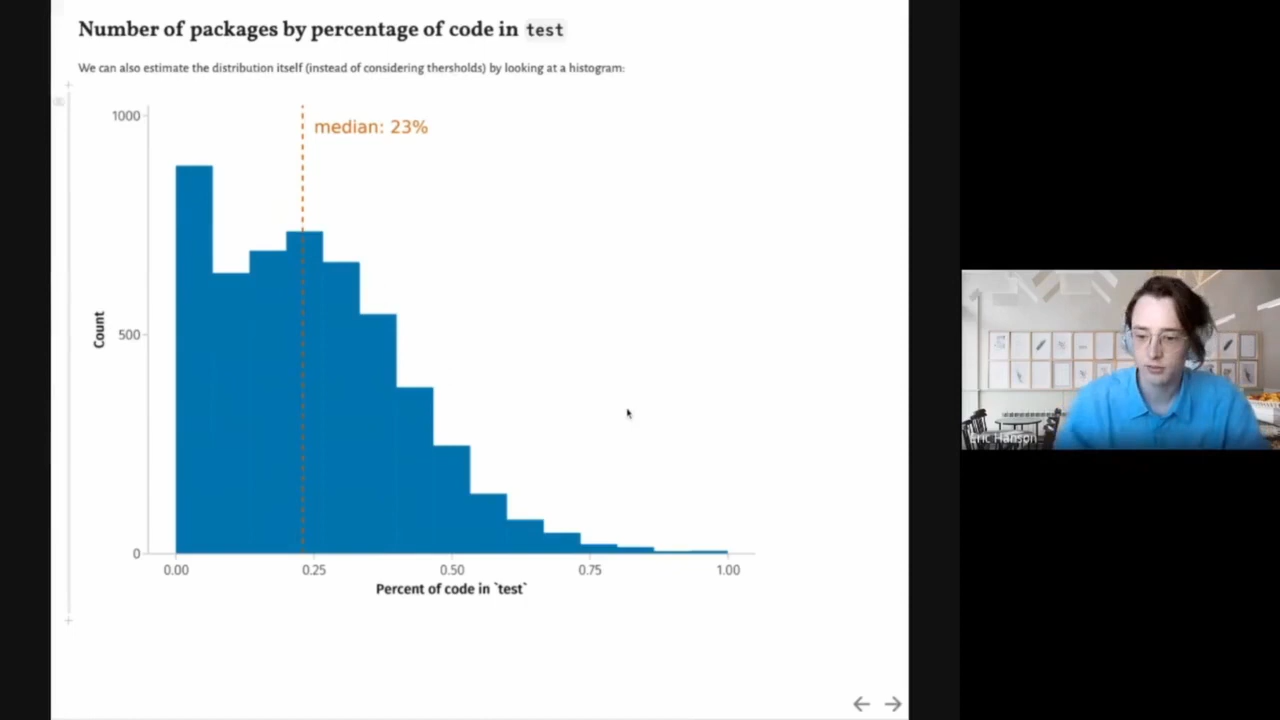 Number of packages by percentage of code in test
We can also estimate the distribution itself (instead of considering thersholds) by looking at a histogram:
1000
median: 23%
Count
500
0
0.00 0.25 0.50 0.75 1.00
Percent of code in `test`
Eric Hanson